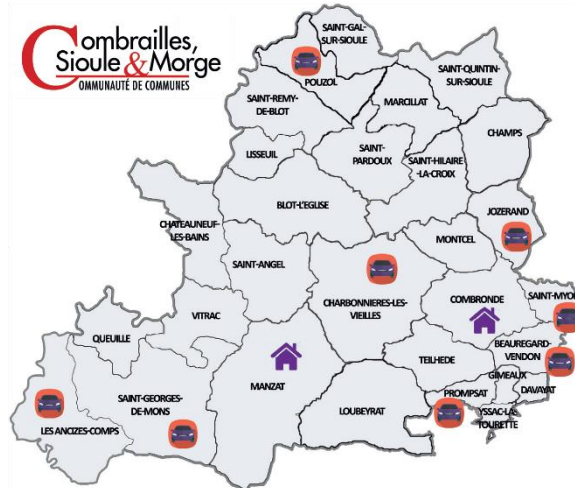 Combrailles,
Sioule & Morge
COMMUNAUTÉ DE COMMUNES
SAINT-GAL-
SUR-SIOULE
POUZOL
SAINT-QUINTIN-
SUR-SIOULE
MARCILLAT
SAINT-REMY-
DE-BLOT
CHAMPS
LISSEUIL
SAINT-
PARDOUX
SAINT-HILAIRE-
LA-CROIX
BLOT-L'EGLISE
JOZERAND
CHATEAUNEUF-
LES-BAINS
MONTCEL
SAINT-ANGEL
CHARBONNIERES-LES-
VIEILLES
COMBRONDE
SAINT-MYON
VITRAC
QUEUILLE
BEAUREGARD-
VENDON
TEILHEDE
GIMEAUX
DAVAYAT
MANZAT
SAINT-GEORGES-
DE-MONS
PROMPSAT
LOUBEYRAT
YSSAC-LA-
TOURETTE
LES ANCIZES-COMPS